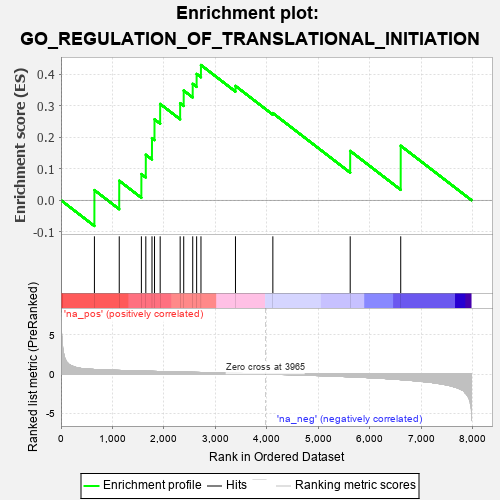 Enrichment plot:
GO_REGULATION_OF_TRANSLATIONAL_INITIATION
Enrichment score (ES)
0.4
0.3
0.2
0.1
0.0
-0.1
'na_pos' (positively correlated)
Ranked list metric (PreRanked)
5
0
-5
Zero cross at 3965
'na_neg' (negatively correlated)
0 1,000 2,000 3,000 4,000 5,000 6,000 7,000 8,000
Rank in Ordered Dataset
Enrichment profile Hits Ranking metric scores